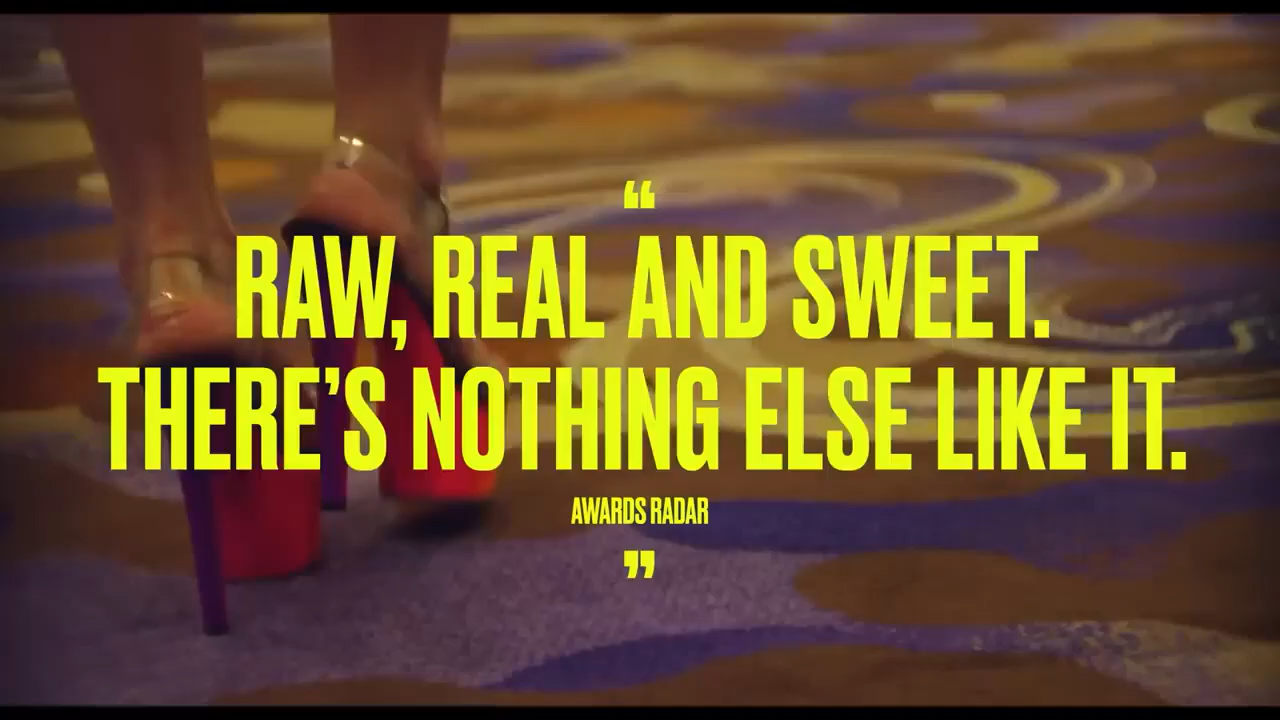 “
RAW, REAL AND SWEET.
THERE’S NOTHING ELSE LIKE IT.
AWARDS RADAR
”